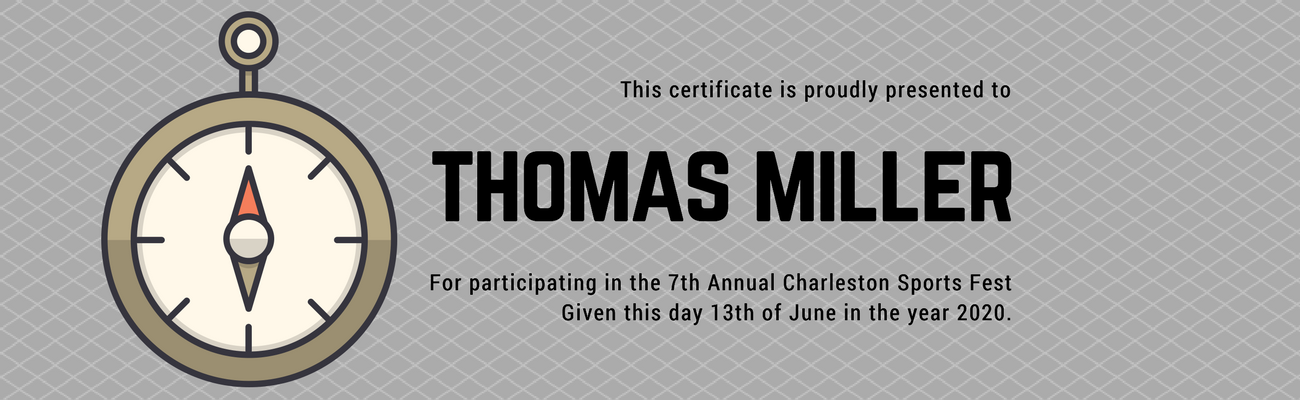 This certificate is proudly presented to
THOMAS MILLER
For participating in the 7th Annual Charleston Sports Fest
Given this day 13th of June in the year 2020.